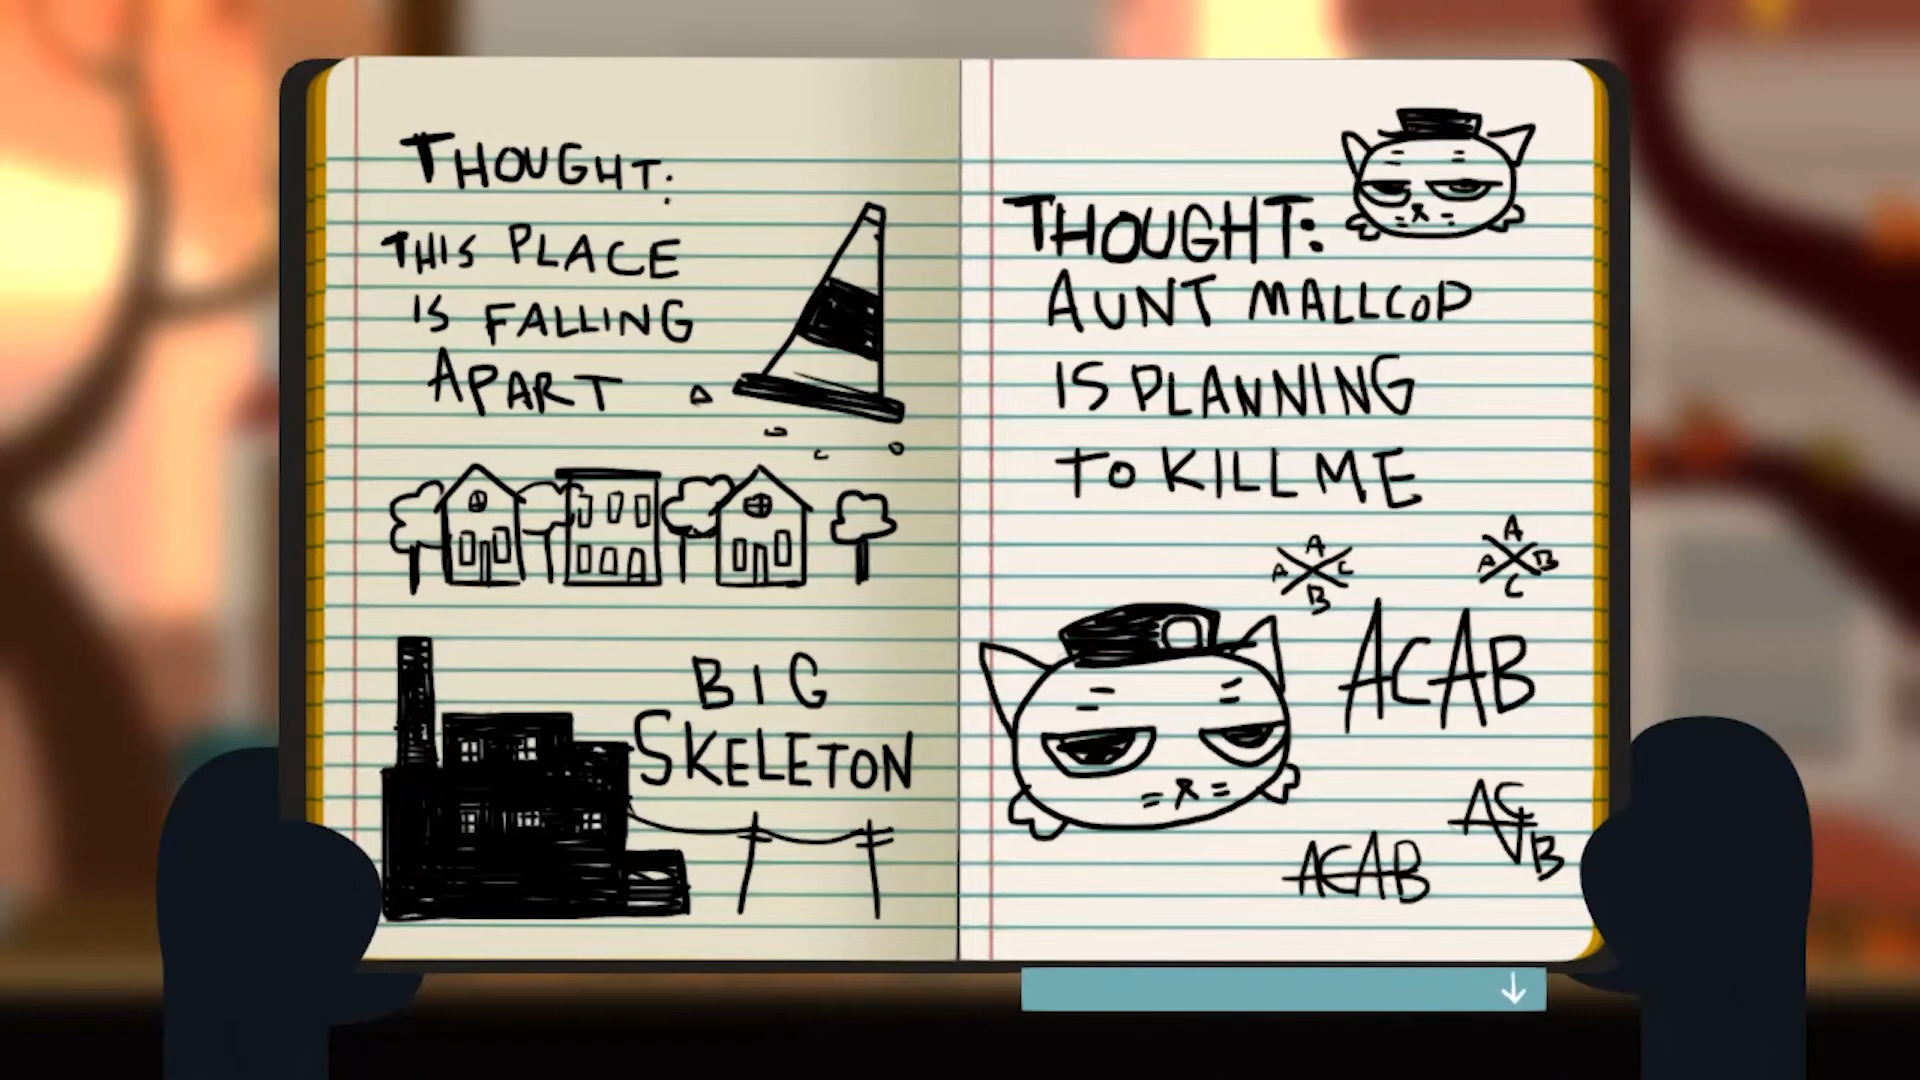 THOUGHT:
THIS PLACE
IS FALLING
APART
BIG
SKELETON
THOUGHT:
AUNT MALLCOP
IS PLANNING
TO KILL ME
A
A C
B
A
A B
C
ACAB
AC
B
ACAB